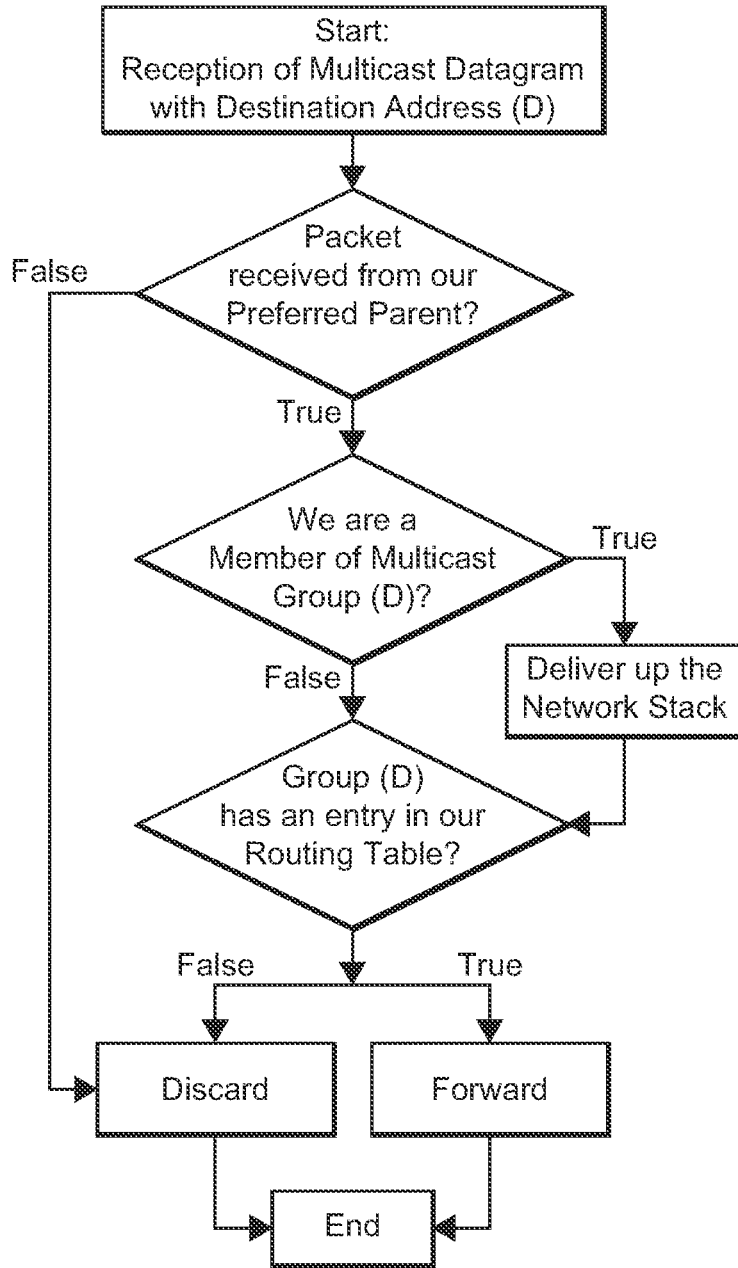 Start:
Reception of Multicast Datagram
with Destination Address (D)
Packet
received from our
Preferred Parent?
False
True
We are a
Member of Multicast
Group (D)?
True
False
Deliver up the
Network Stack
Group (D)
has an entry in our
Routing Table?
False
True
Discard
Forward
End